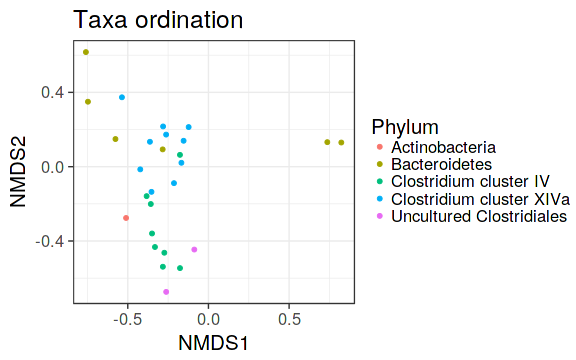 Taxa ordination
NMDS2
0.4
0.0
-0.4
-0.5
0.0
0.5
NMDS1
Phylum
Actinobacteria
Bacteroidetes
Clostridium cluster IV
Clostridium cluster XIVa
Uncultured Clostridiales